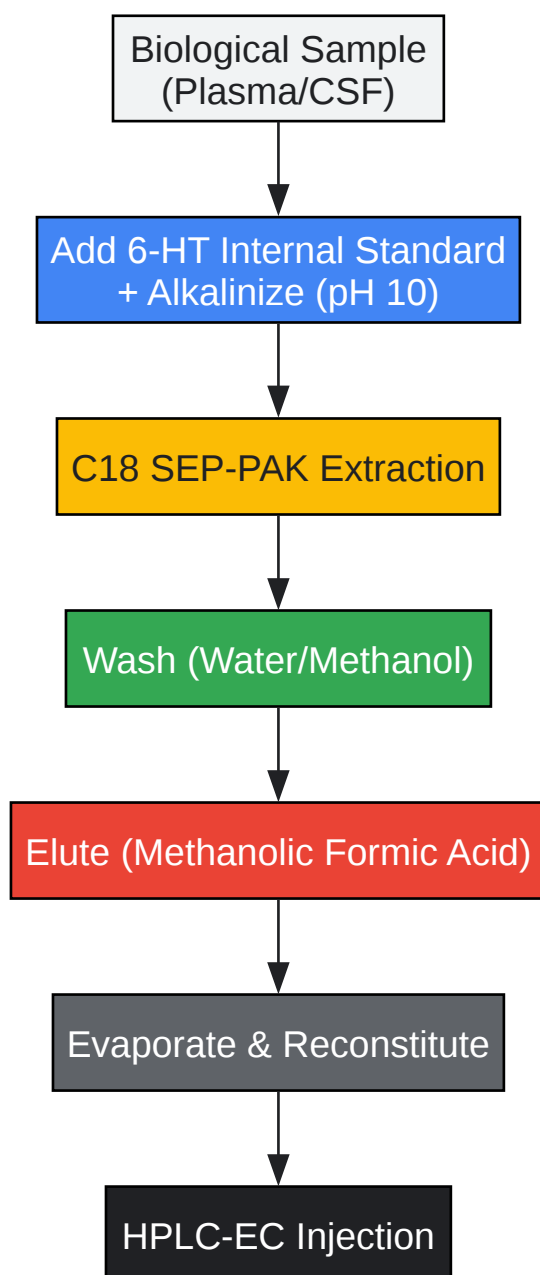 Biological Sample
(Plasma/CSF)
Add 6-HT Internal Standard
+ Alkalinize (pH 10)
C18 SEP-PAK Extraction
Wash (Water/Methanol)
Elute (Methanolic Formic Acid)
Evaporate & Reconstitute
HPLC-EC Injection